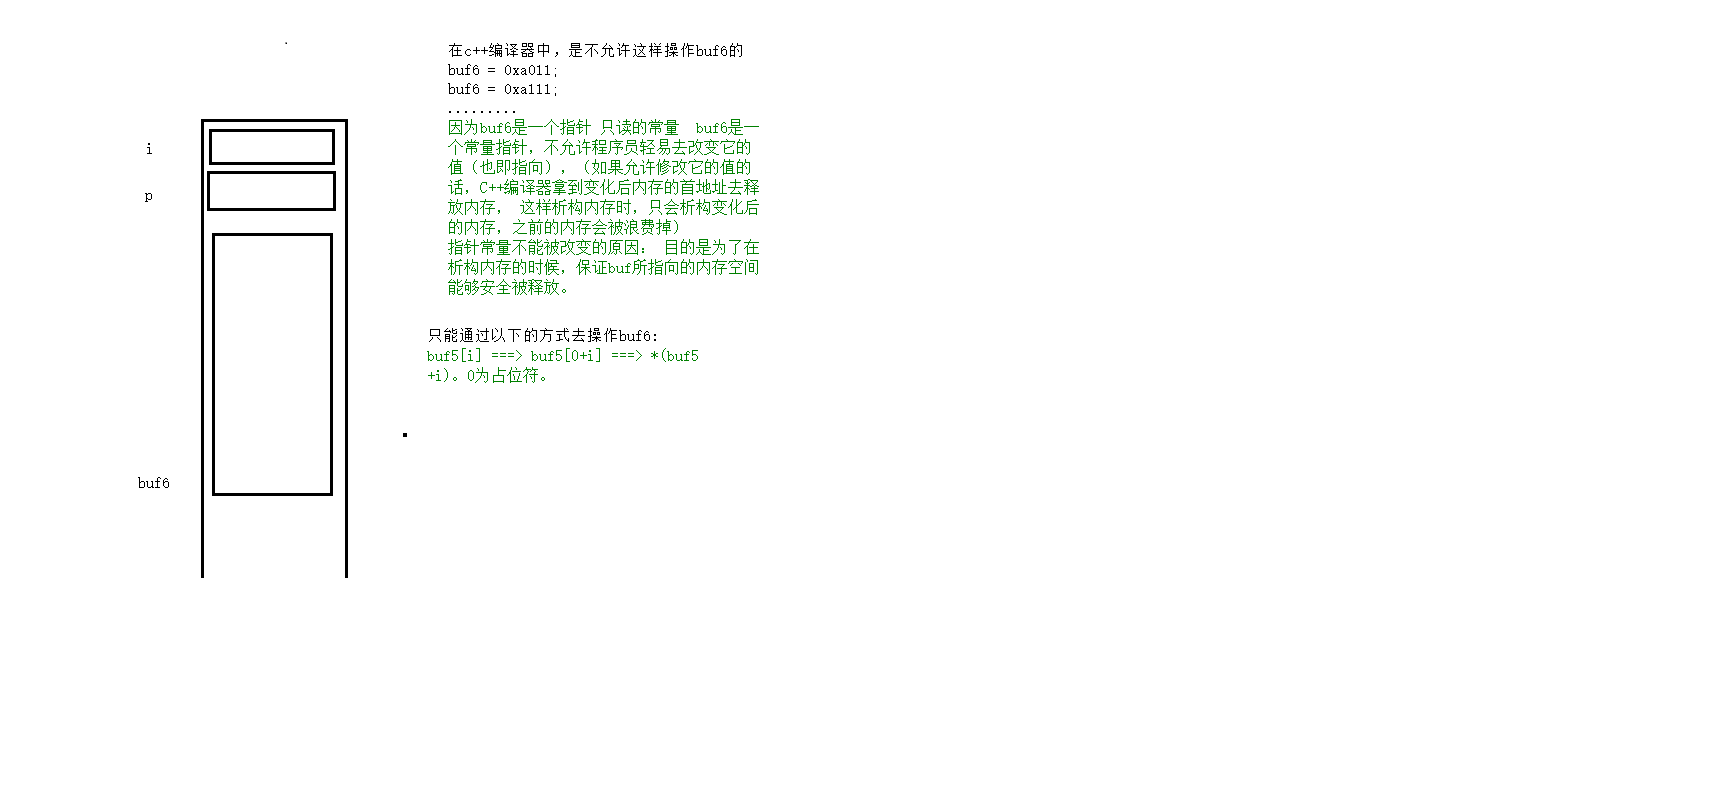 在c++编译器中，是不允许这样操作buf6的
buf6 = 0xa011;
buf6 = 0xa111;
.........
因为buf6是一个指针 只读的常量  buf6是一
个常量指针，不允许程序员轻易去改变它的
值（也即指向），（如果允许修改它的值的
话，C++编译器拿到变化后内存的首地址去释
放内存， 这样析构内存时，只会析构变化后
的内存，之前的内存会被浪费掉）
指针常量不能被改变的原因： 目的是为了在
析构内存的时候，保证buf所指向的内存空间
能够安全被释放。
i
p
buf6
只能通过以下的方式去操作buf6:
buf5[i] ===> buf5[0+i] ===> *(buf5
+i)。0为占位符。